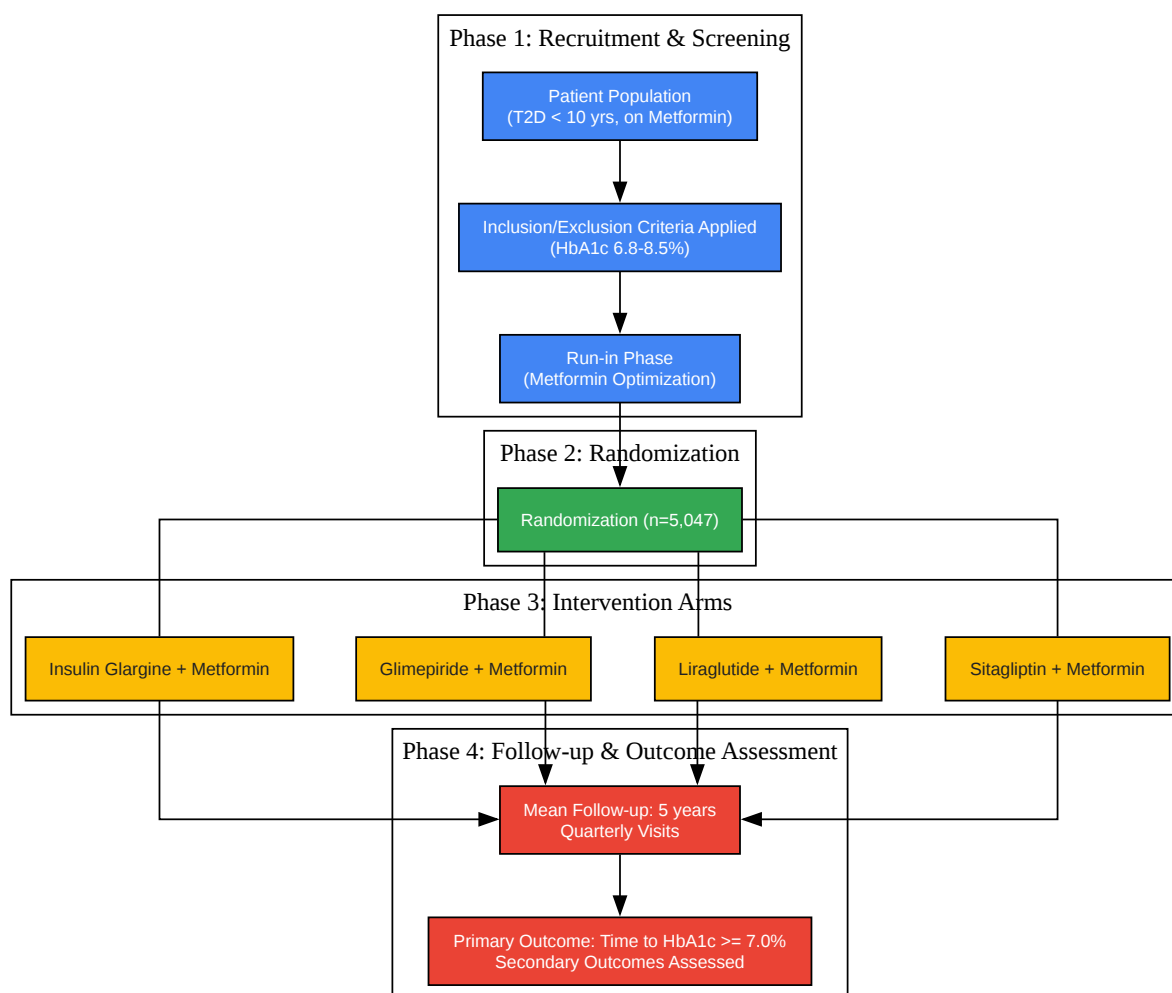 Phase 1: Recruitment & Screening
Patient Population
(T2D < 10 yrs, on Metformin)
Inclusion/Exclusion Criteria Applied
(HbA1c 6.8-8.5%)
Run-in Phase
(Metformin Optimization)
Phase 2: Randomization
Randomization (n=5,047)
Phase 3: Intervention Arms
Insulin Glargine + Metformin
Glimepiride + Metformin
Liraglutide + Metformin
Sitagliptin + Metformin
Phase 4: Follow-up & Outcome Assessment
Mean Follow-up: 5 years
Quarterly Visits
Primary Outcome: Time to HbA1c >= 7.0%
Secondary Outcomes Assessed